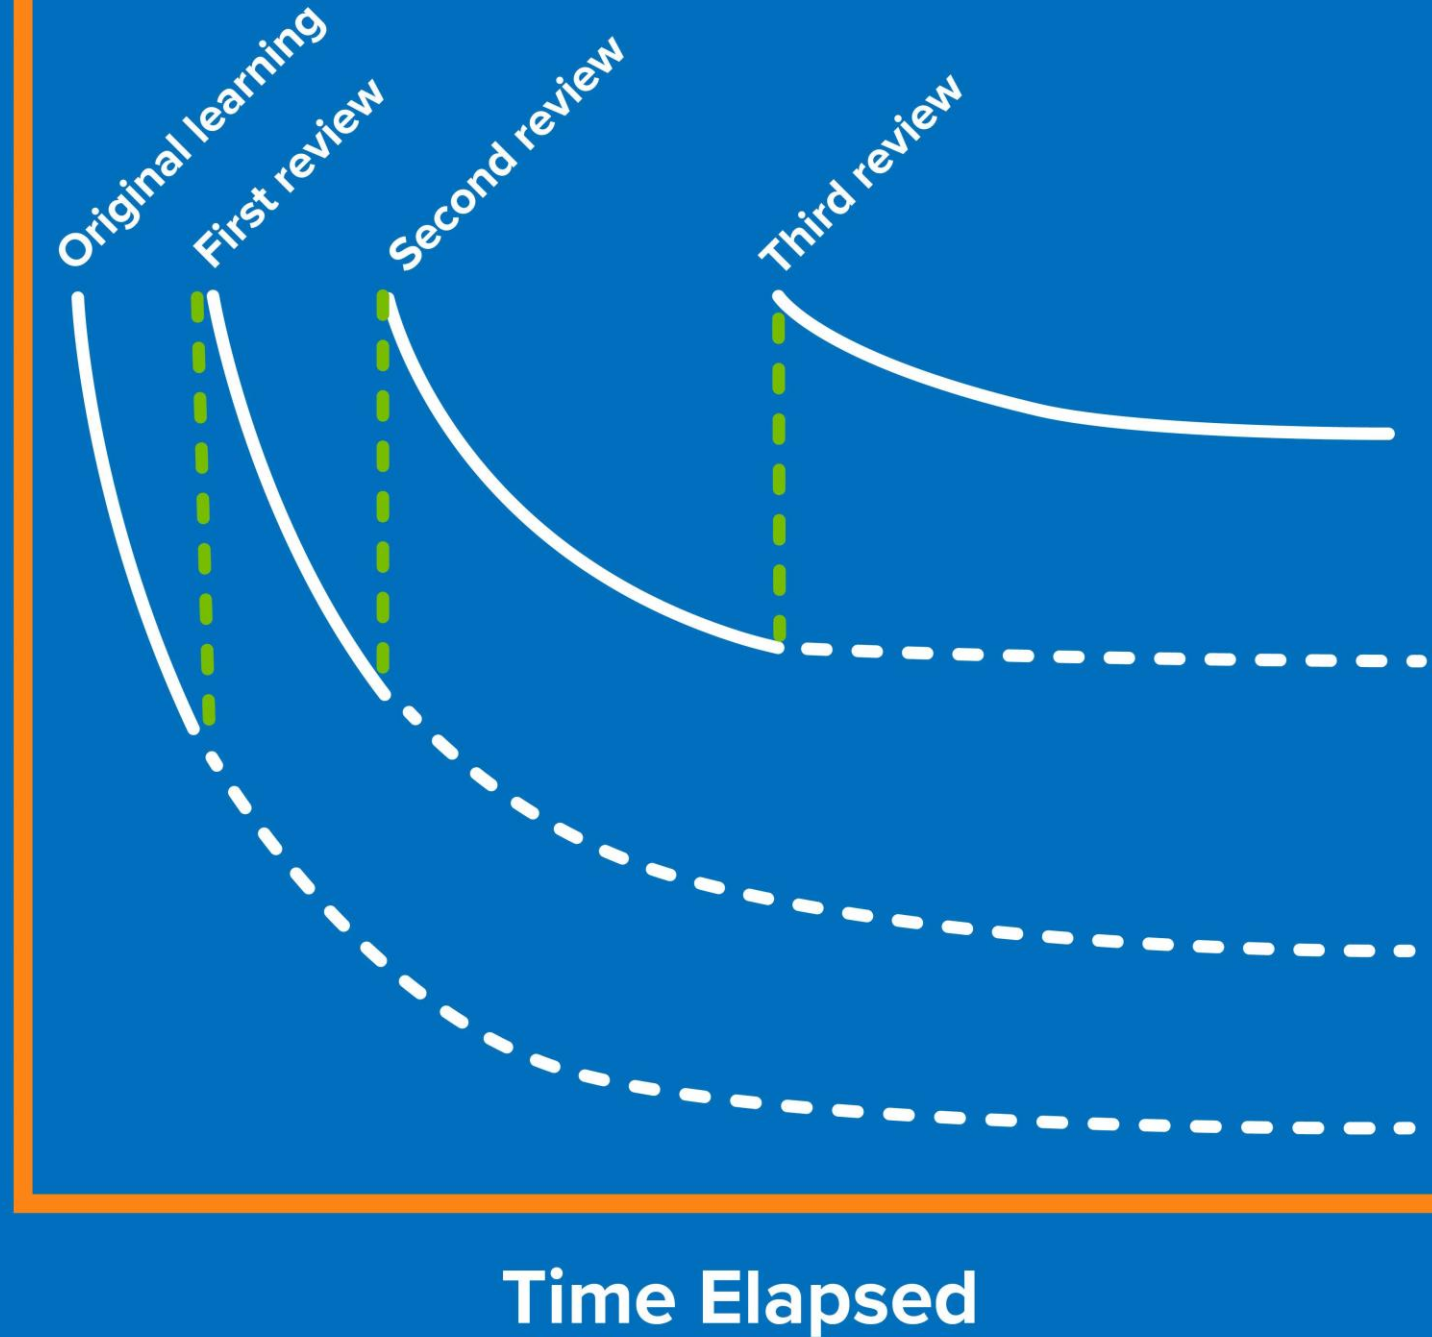 Original learning
First review
Second review
Third review
Time Elapsed